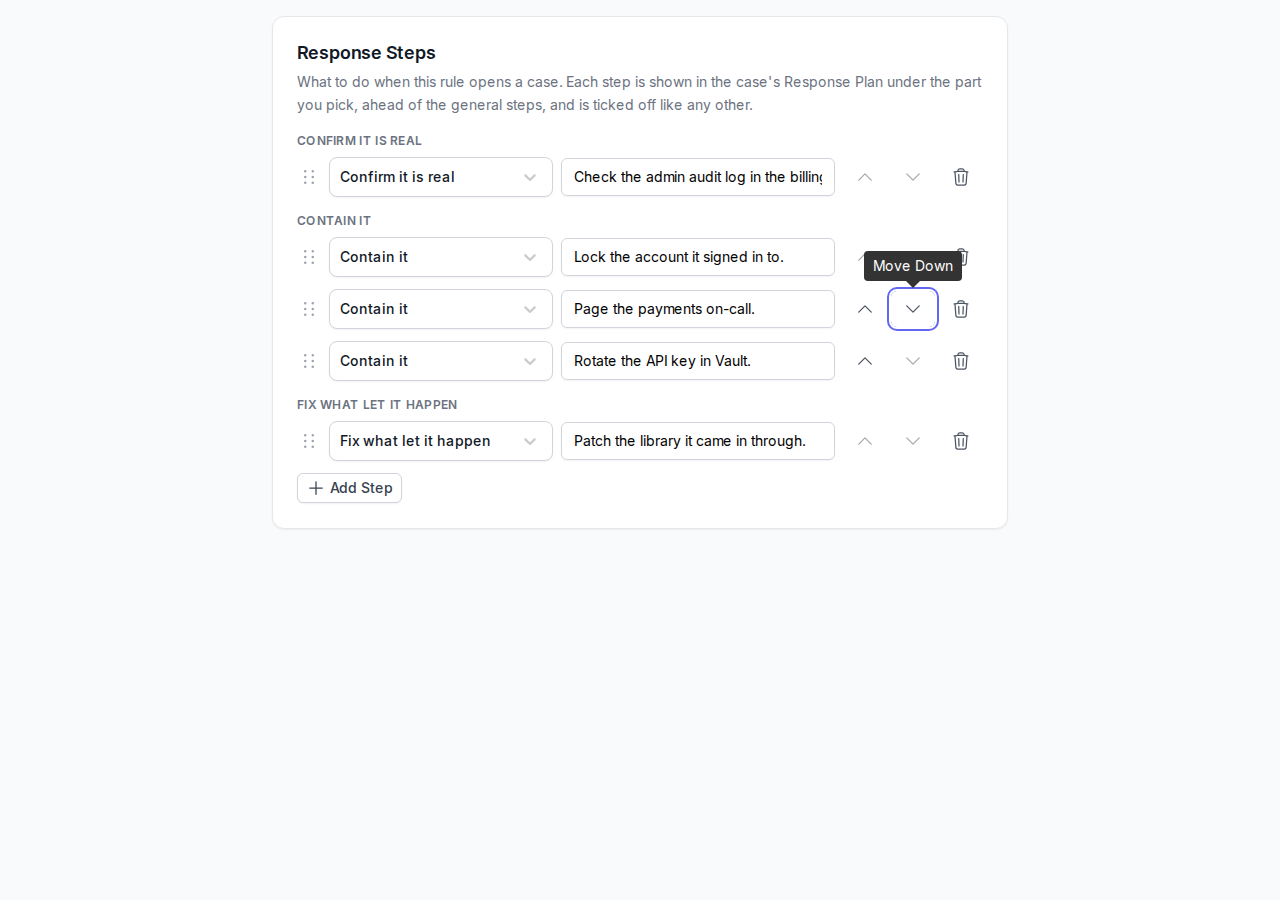 Response Steps
What to do when this rule opens a case. Each step is shown in the case's Response Plan under the part
you pick, ahead of the general steps, and is ticked off like any other.
CONFIRM IT IS REAL
Confirm it is real
Check the admin audit log in the billing
CONTAIN IT
Contain it
Lock the account it signed in to.
Move Down
Contain it
Page the payments on-call.
Contain it
Rotate the API key in Vault.
FIX WHAT LET IT HAPPEN
Fix what let it happen
Patch the library it came in through.
Add Step